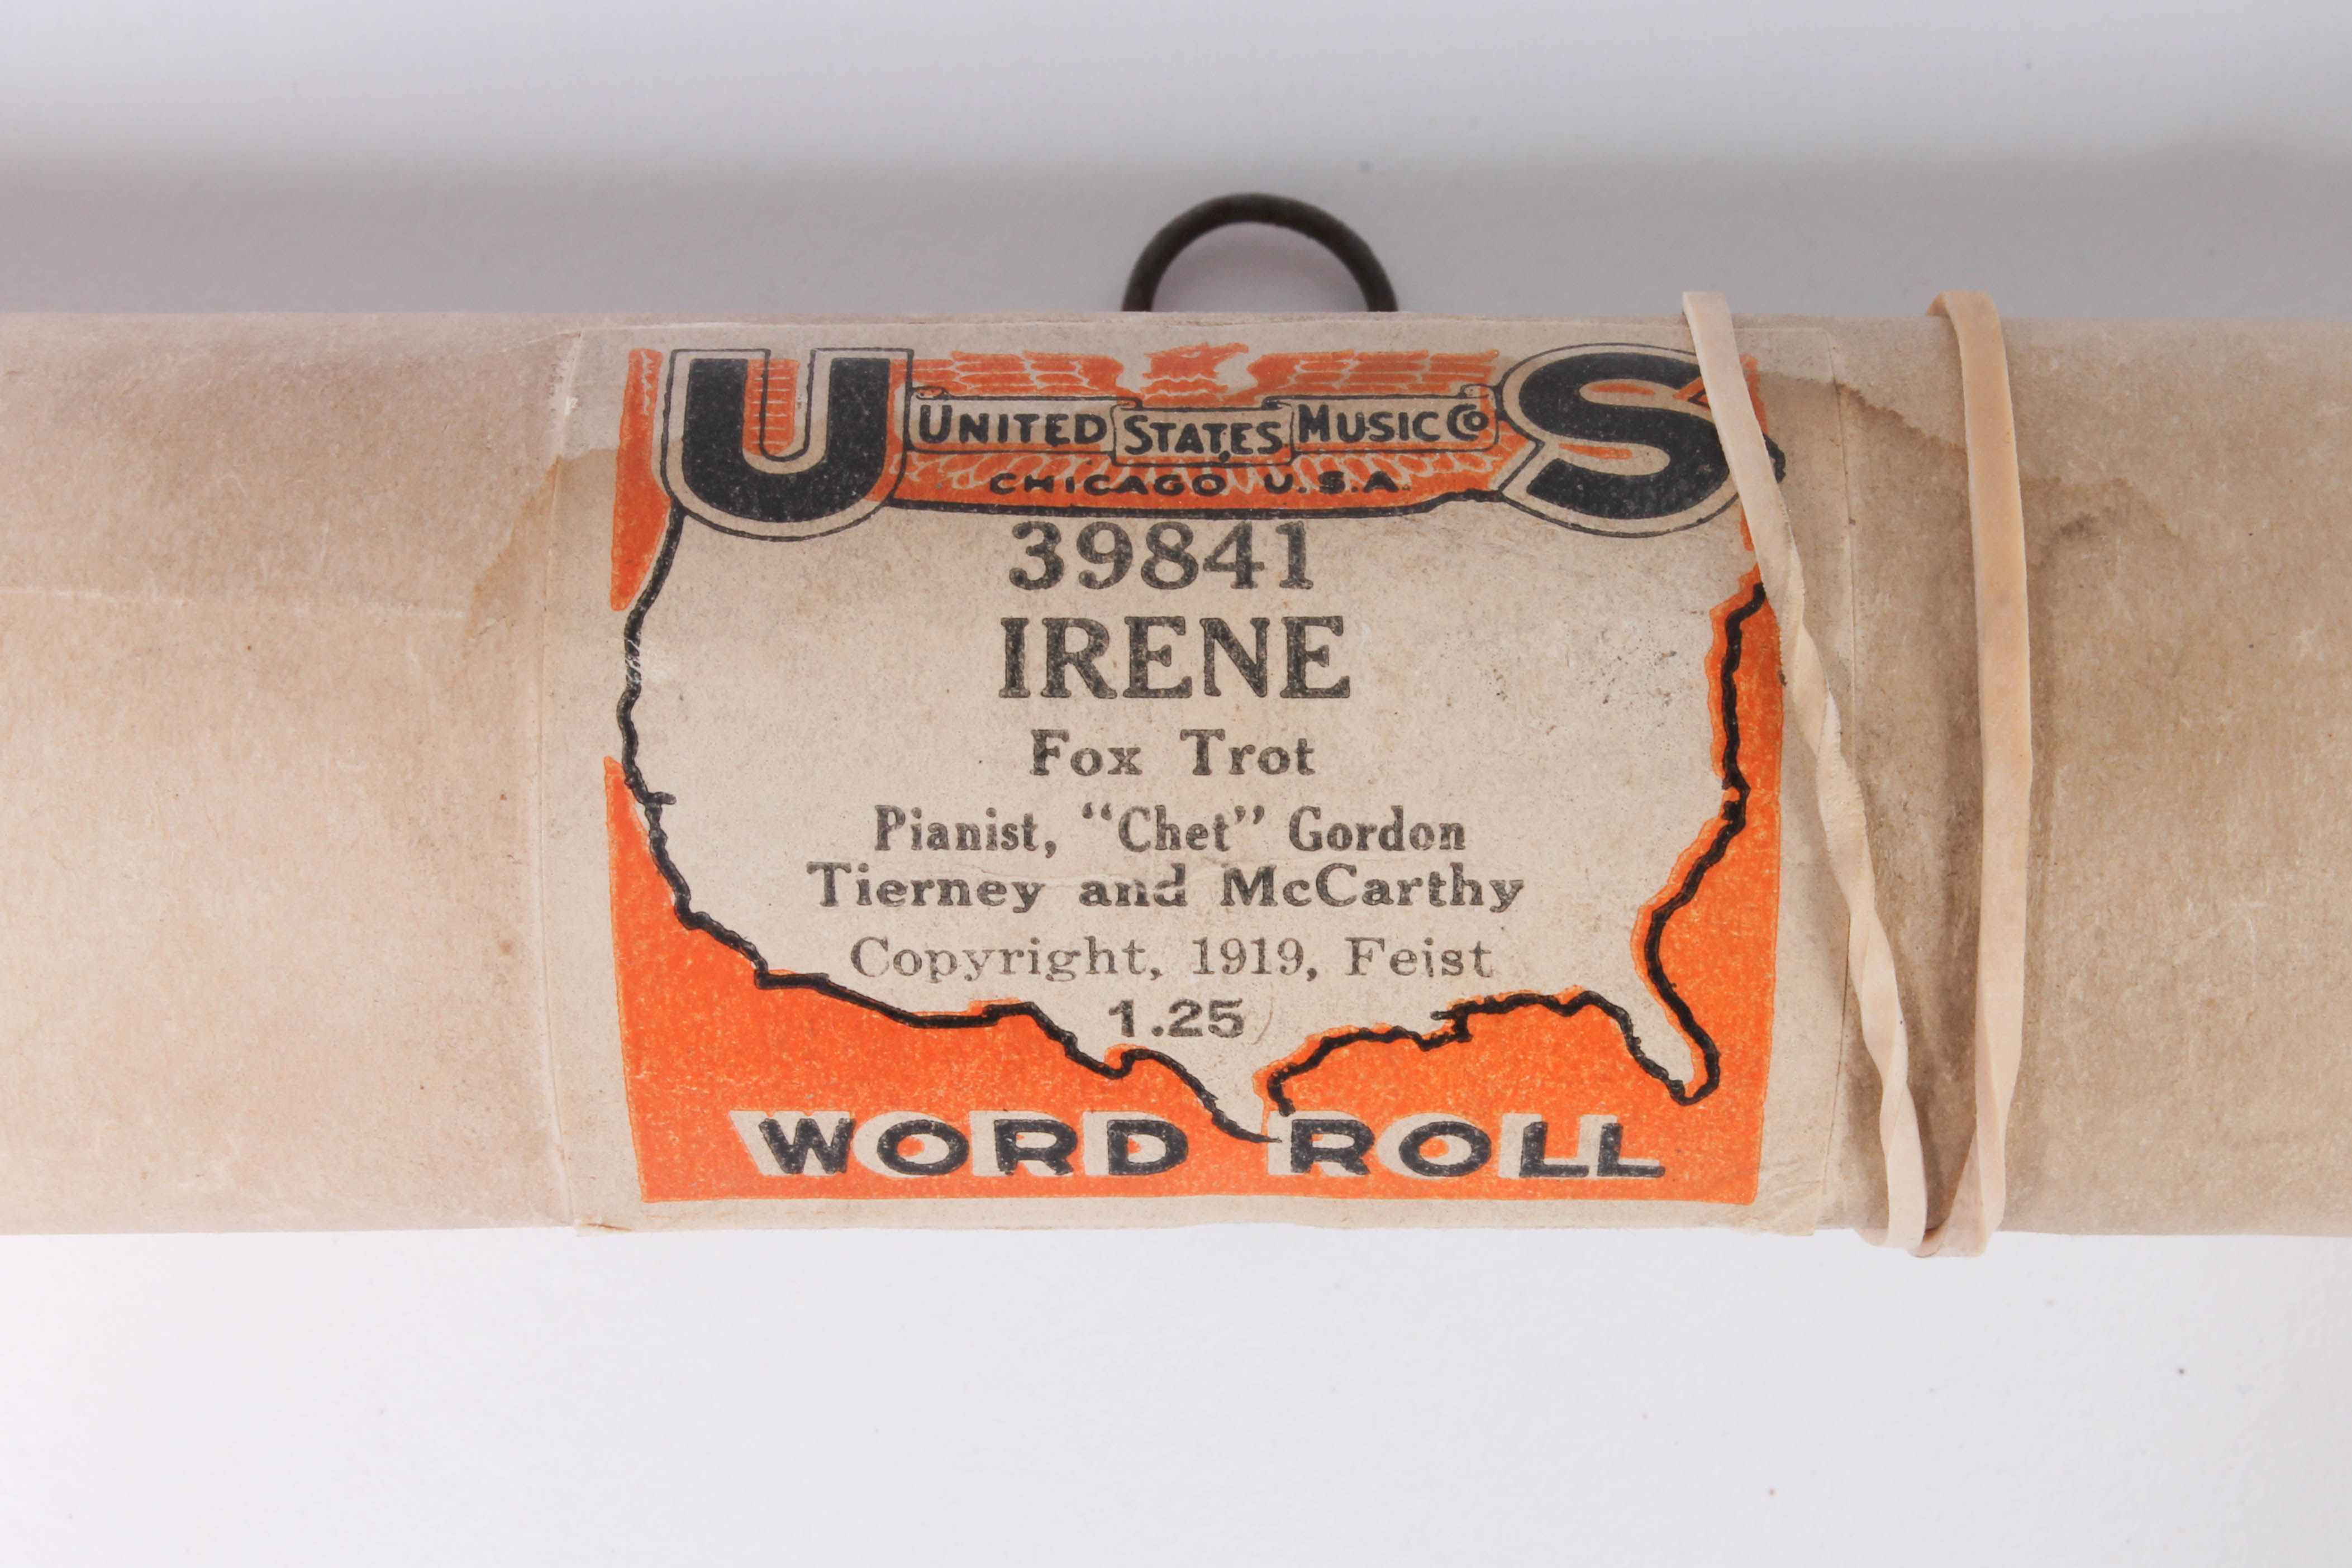 US
UNITED STATES MUSIC CO
CHICAGO U.S.A.
39841
IRENE
Fox Trot
Pianist, "Chet" Gordon
Tierney and McCarthy
Copyright, 1919, Feist
1.25
WORD ROLL